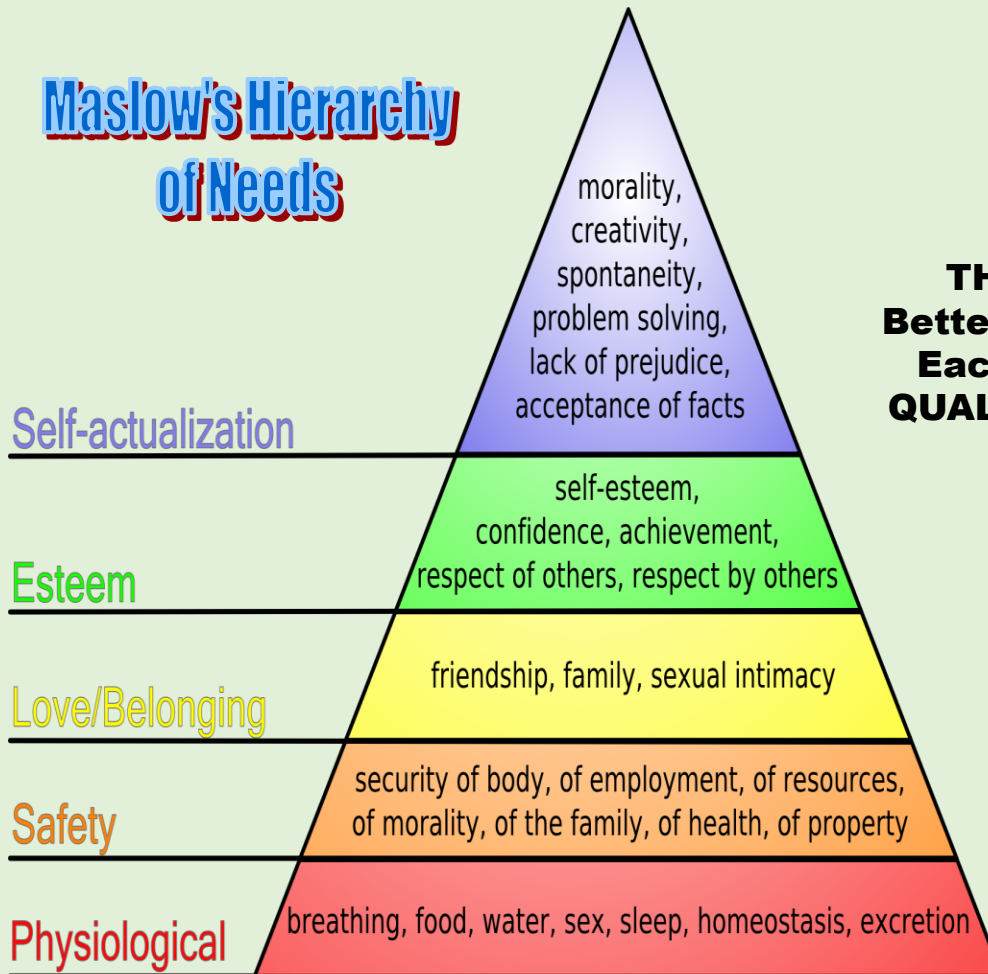 Maslow's Hierarchy
of Needs
morality,
creativity,
spontaneity,
problem solving,
lack of prejudice,
acceptance of facts
Self-actualization
self-esteem,
confidence, achievement,
respect of others, respect by others
Esteem
friendship, family, sexual intimacy
Love/Belonging
security of body, of employment, of resources,
of morality, of the family, of health, of property
Safety
breathing, food, water, sex, sleep, homeostasis, excretion
Physiological